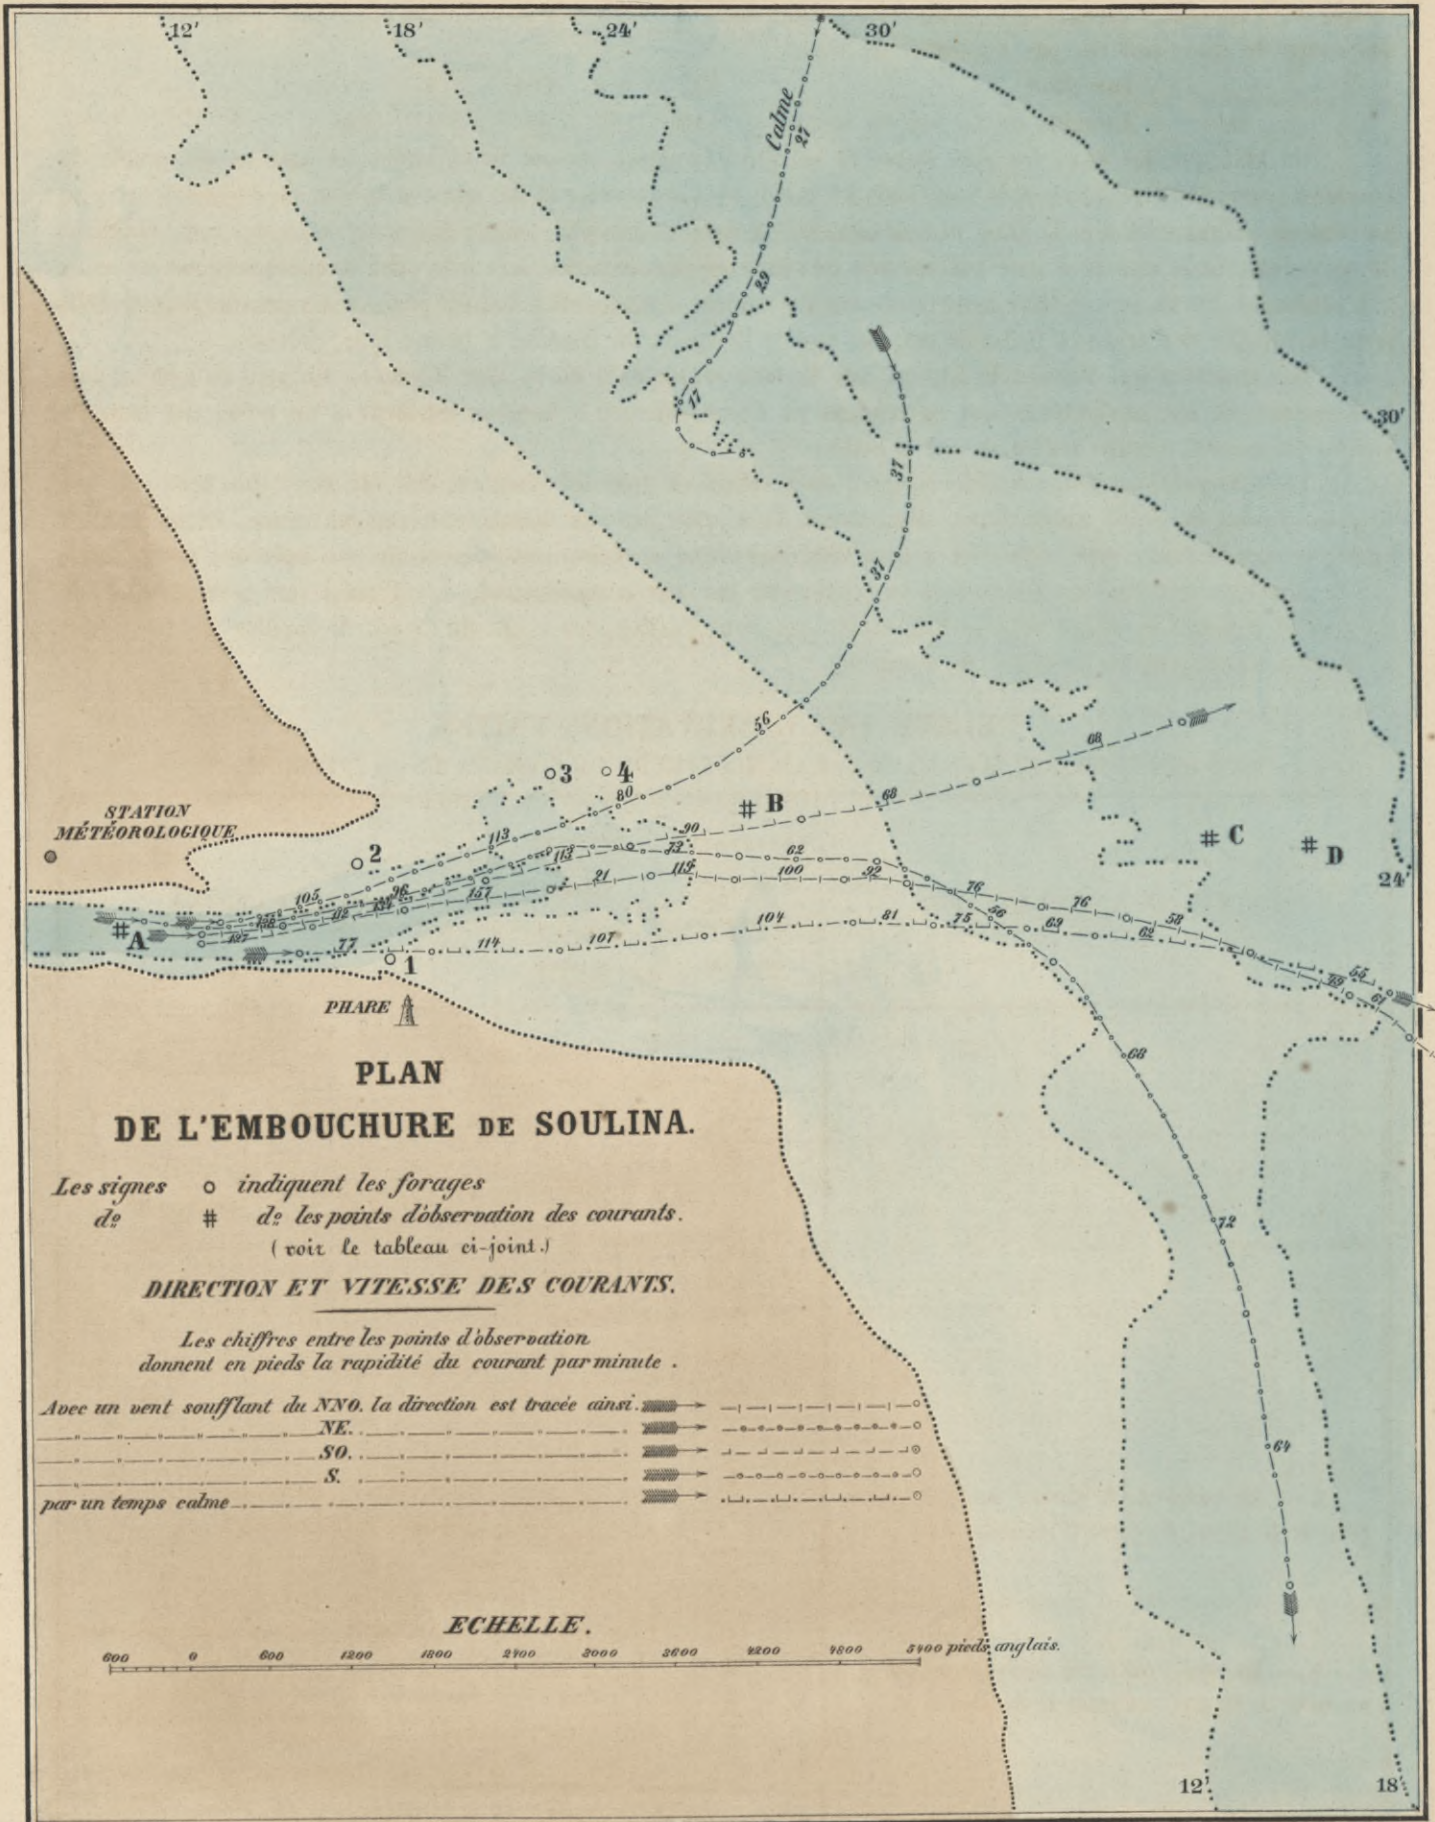 12'
18'
24'
30'
Calme
27
29
17
30'
37
37
56
68
3
4
80
B
68
STATION
MÉTÉOROLOGIQUE
113
90
C
D
2
113
73
62
24'
105
96
157
21
115
100
92
76
76
58
A
104
81
75
56
69
62
77
114
107
55
61
1
PHARE
68
PLAN
DE L'EMBOUCHURE DE SOULINA.
Les signes o indiquent les forages
do # do les points d'observation des courants.
(voir le tableau ci-joint.)
72
DIRECTION ET VITESSE DES COURANTS.
Les chiffres entre les points d'observation
donnent en pieds la rapidité du courant par minute.
Avec un vent soufflant du NNO. la direction est tracée ainsi.
NE.
SO.
64
S.
par un temps calme
ECHELLE.
600 0 600 1200 1800 2400 3000 3600 4200 4800 5400 pieds anglais.
12'
18'